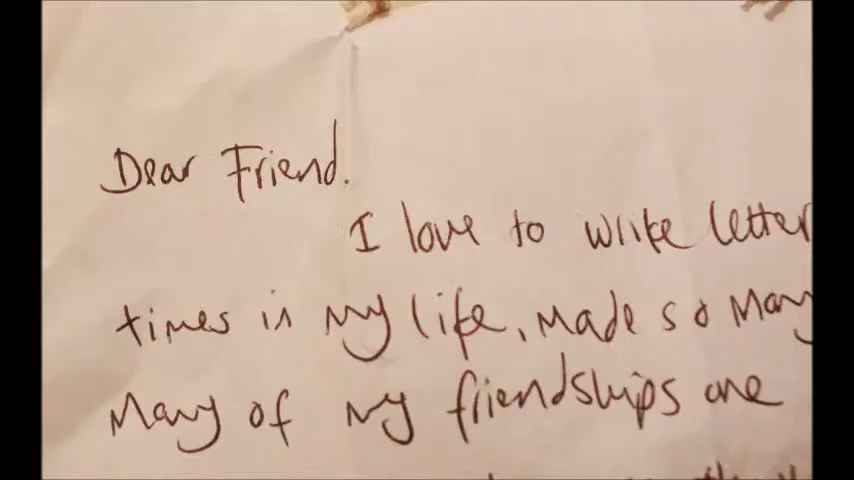 Dear Friend.
I love to write letter
times in my life, made so many
Many of my friendships are